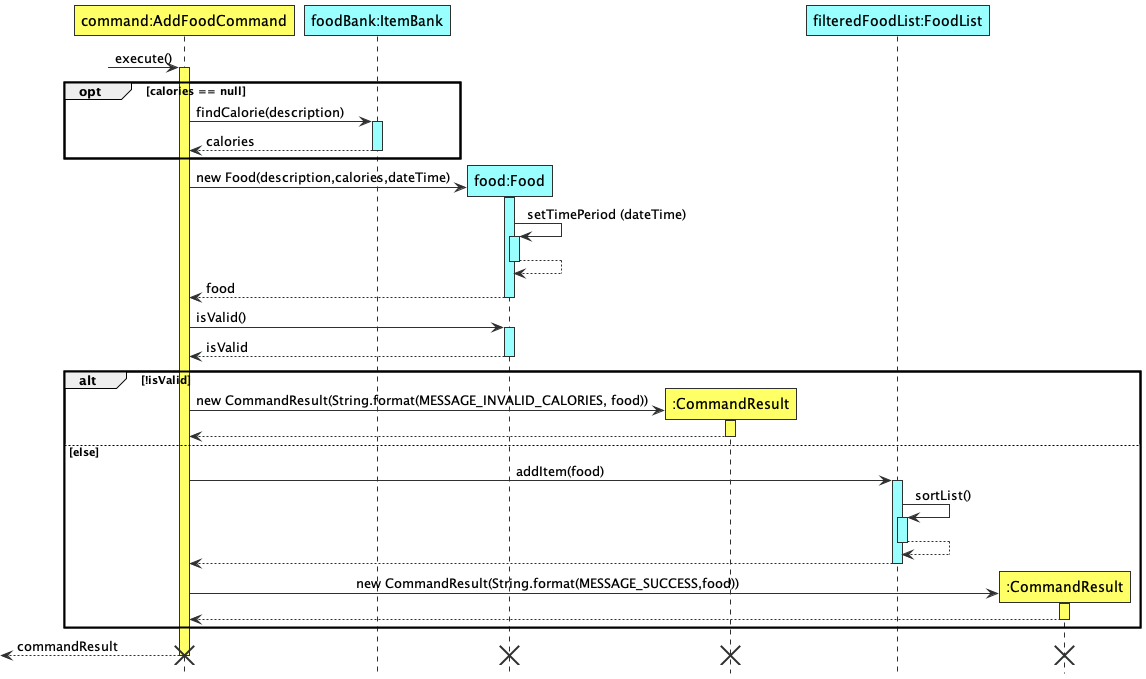 command:AddFoodCommand
foodBank:ItemBank
filteredFoodList:FoodList
execute()
opt
[calories == null]
findCalorie(description)
calories
new Food(description,calories,dateTime)
food:Food
setTimePeriod (dateTime)
food
isValid()
isValid
alt
[!isValid]
new CommandResult(String.format(MESSAGE_INVALID_CALORIES, food))
:CommandResult
[else]
addItem(food)
sortList()
new CommandResult(String.format(MESSAGE_SUCCESS,food))
:CommandResult
commandResult